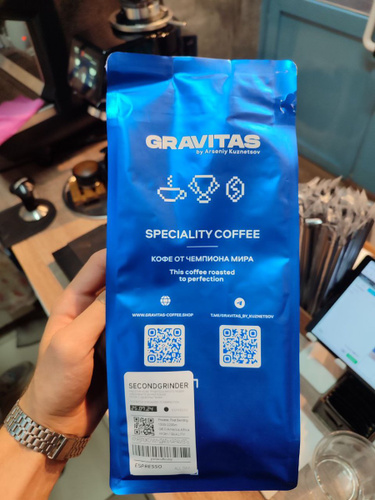 GRAVITAS
by Arseniy Kuznetsov
SPECIALITY COFFEE
КОФЕ ОТ ЧЕМПИОНА МИРА
This coffee roasted
to perfection
WWW.GRAVITAS-COFFEE.SHOP
T.ME/GRAVITAS_BY_KUZNETSOV
SECONDGRINDER
ESPRESSO